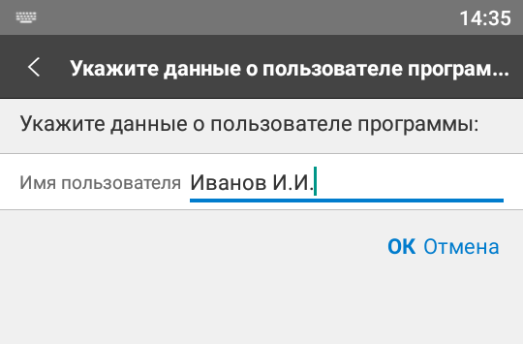 14:35
Укажите данные о пользователе програм...
Укажите данные о пользователе программы:
Имя пользователя Иванов И.И.
ОК Отмена